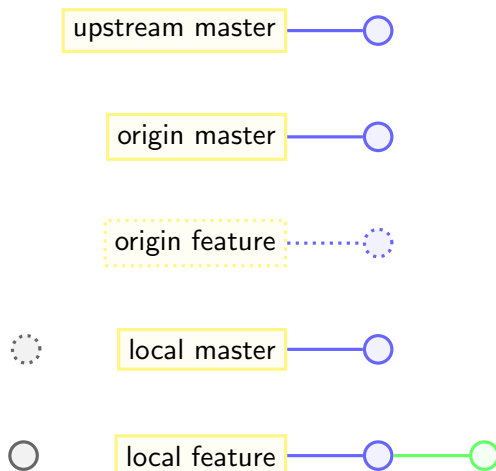 upstream master
origin master
origin feature
local master
local feature